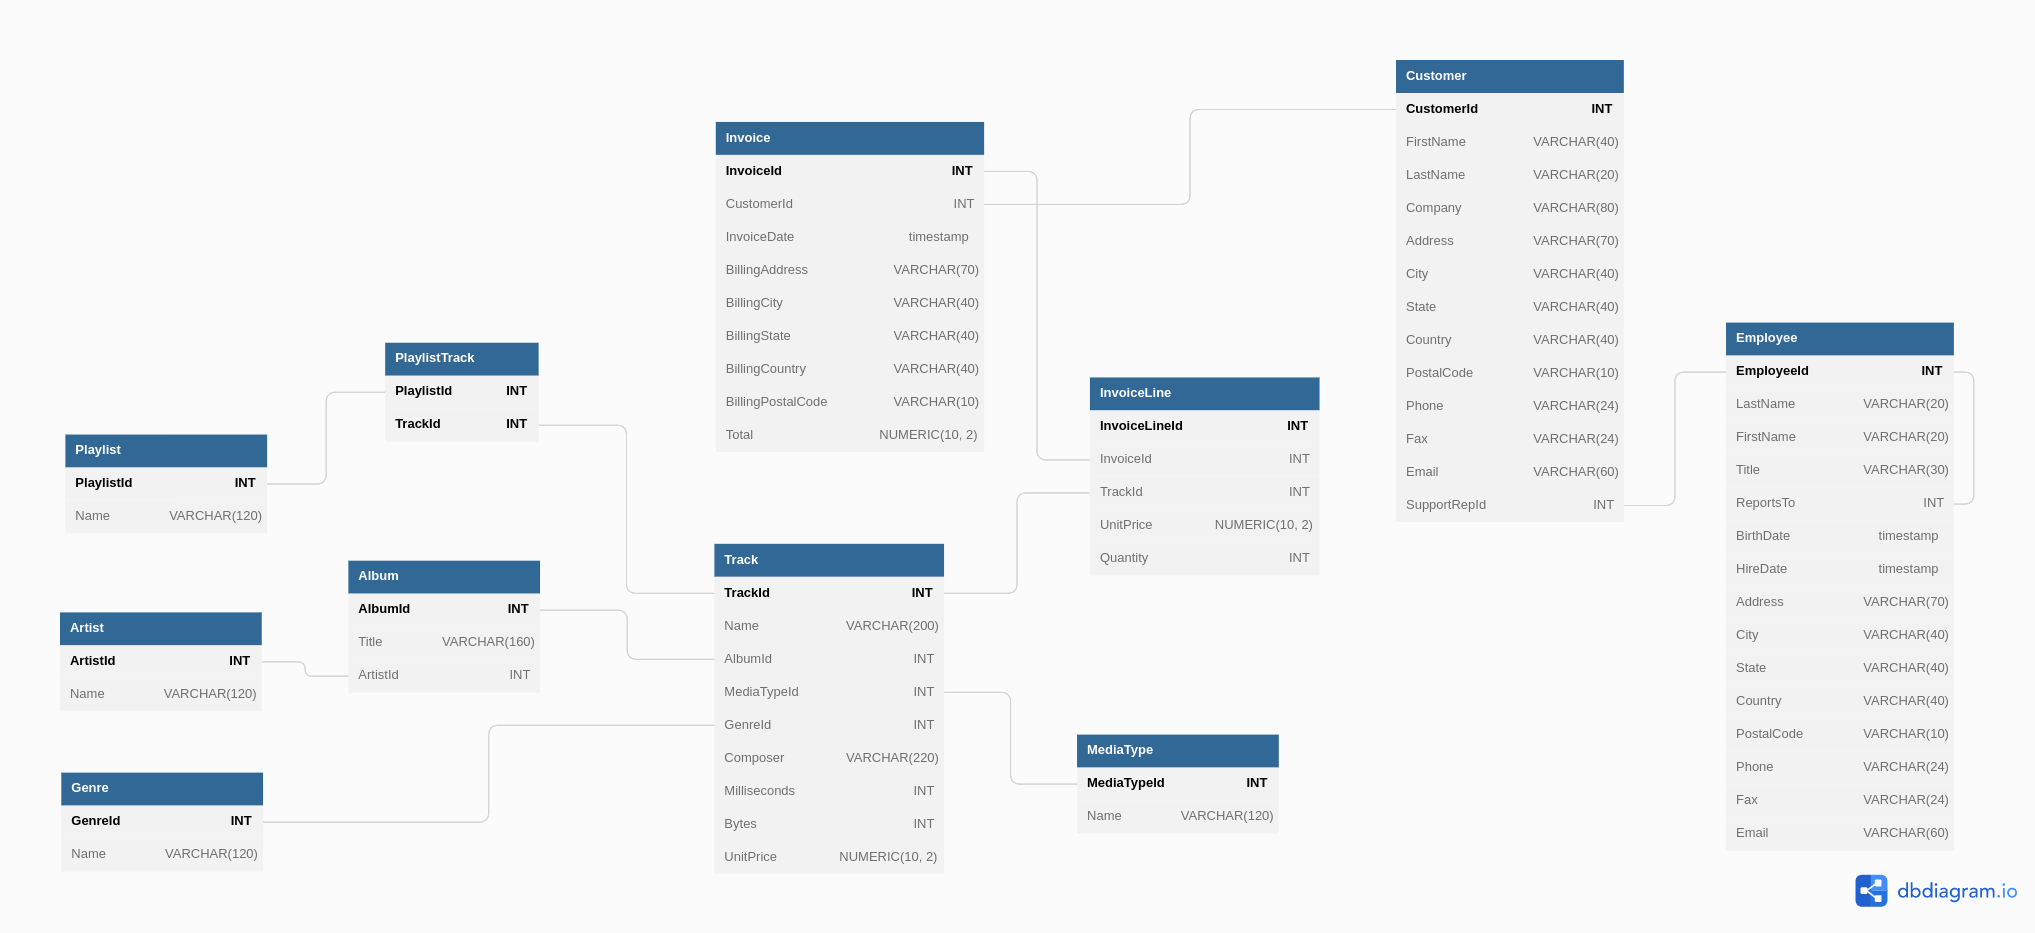 Customer
CustomerId INT
FirstName VARCHAR(40)
LastName VARCHAR(20)
Company VARCHAR(80)
Address VARCHAR(70)
City VARCHAR(40)
State VARCHAR(40)
Country VARCHAR(40)
PostalCode VARCHAR(10)
Phone VARCHAR(24)
Fax VARCHAR(24)
Email VARCHAR(60)
SupportRepId INT
Invoice
InvoiceId INT
CustomerId INT
InvoiceDate timestamp
BillingAddress VARCHAR(70)
BillingCity VARCHAR(40)
BillingState VARCHAR(40)
BillingCountry VARCHAR(40)
BillingPostalCode VARCHAR(10)
Total NUMERIC(10, 2)
Employee
EmployeeId INT
LastName VARCHAR(20)
FirstName VARCHAR(20)
Title VARCHAR(30)
ReportsTo INT
BirthDate timestamp
HireDate timestamp
Address VARCHAR(70)
City VARCHAR(40)
State VARCHAR(40)
Country VARCHAR(40)
PostalCode VARCHAR(10)
Phone VARCHAR(24)
Fax VARCHAR(24)
Email VARCHAR(60)
PlaylistTrack
PlaylistId INT
TrackId INT
InvoiceLine
InvoiceLineId INT
InvoiceId INT
TrackId INT
UnitPrice NUMERIC(10, 2)
Quantity INT
Playlist
PlaylistId INT
Name VARCHAR(120)
Track
TrackId INT
Name VARCHAR(200)
AlbumId INT
MediaTypeId INT
GenreId INT
Composer VARCHAR(220)
Milliseconds INT
Bytes INT
UnitPrice NUMERIC(10, 2)
Album
AlbumId INT
Title VARCHAR(160)
ArtistId INT
Artist
ArtistId INT
Name VARCHAR(120)
MediaType
MediaTypeId INT
Name VARCHAR(120)
Genre
GenreId INT
Name VARCHAR(120)
dbdiagram.io